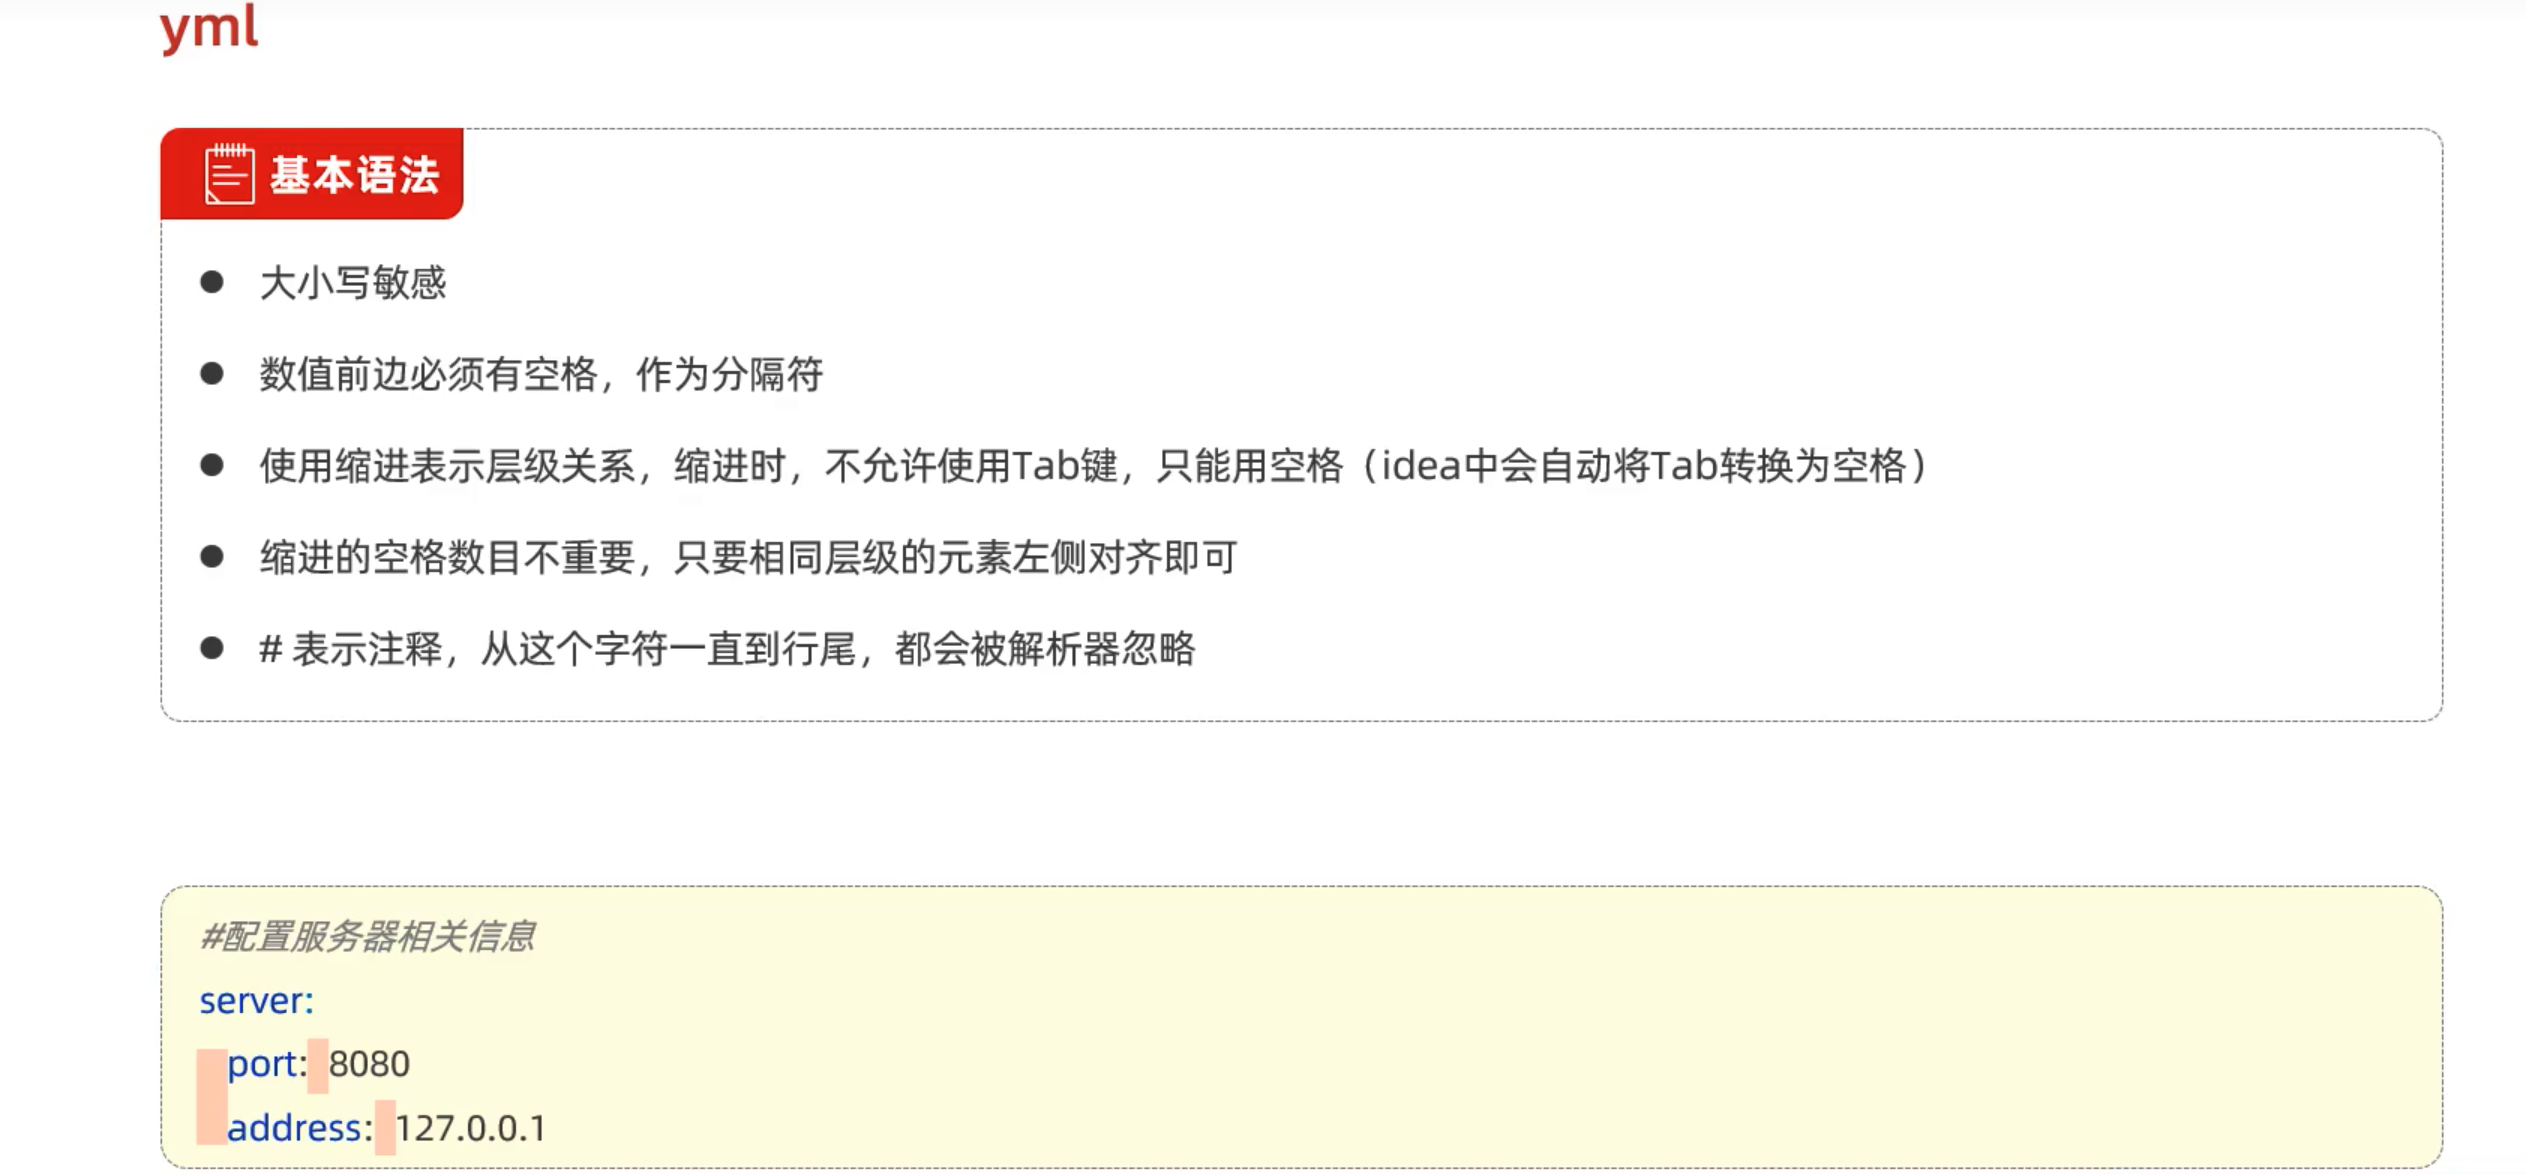 yml
基本语法
● 大小写敏感
● 数值前边必须有空格，作为分隔符
● 使用缩进表示层级关系，缩进时，不允许使用Tab键，只能用空格（idea中会自动将Tab转换为空格）
● 缩进的空格数目不重要，只要相同层级的元素左侧对齐即可
● # 表示注释，从这个字符一直到行尾，都会被解析器忽略
#配置服务器相关信息
server:
  port: 8080
  address: 127.0.0.1